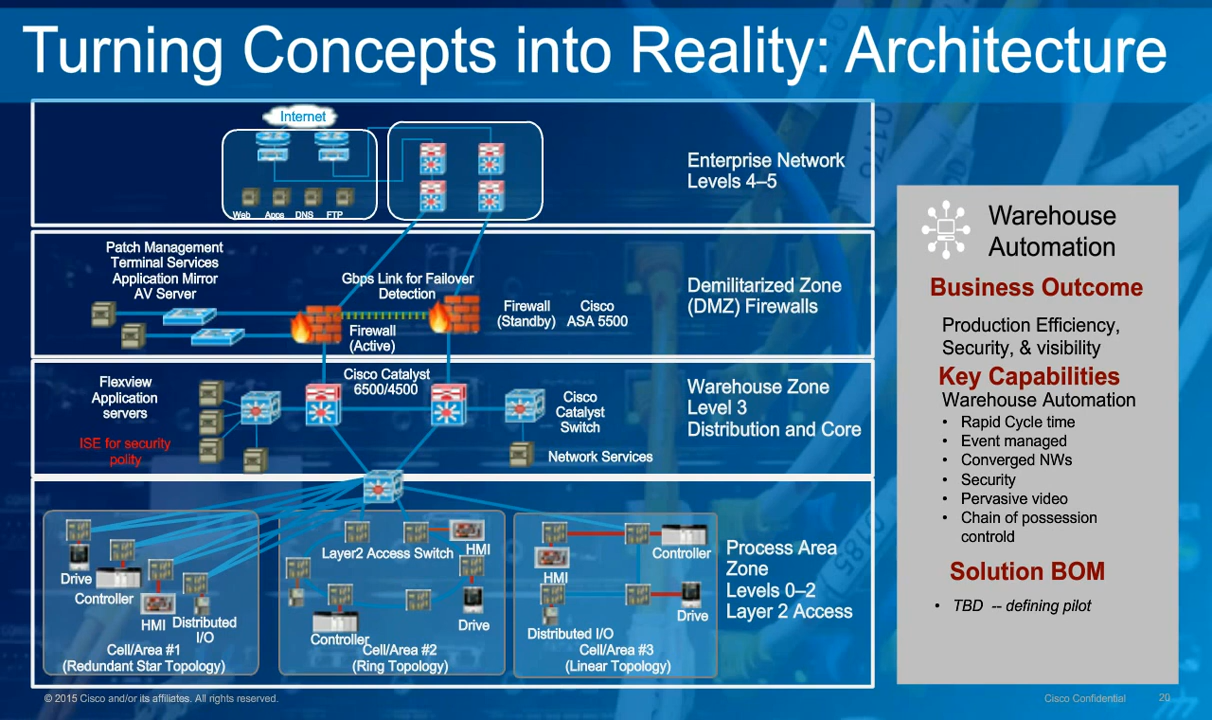 Turning Concepts into Reality: Architecture
Internet
Web Apps DNS FTP
Enterprise Network
Levels 4–5
Patch Management
Terminal Services
Application Mirror
AV Server
Gbps Link for Failover
Detection
Firewall
(Active)
Firewall
(Standby)
Cisco
ASA 5500
Demilitarized Zone
(DMZ) Firewalls
Flexview
Application
servers
ISE for security
polity
Cisco Catalyst
6500/4500
Cisco
Catalyst
Switch
Network Services
Warehouse Zone
Level 3
Distribution and Core
Drive
Controller
HMI
Distributed
I/O
Cell/Area #1
(Redundant Star Topology)
Layer2 Access Switch
HMI
Controller
Drive
Cell/Area #2
(Ring Topology)
HMI
Controller
Distributed I/O
Drive
Cell/Area #3
(Linear Topology)
Process Area
Zone
Levels 0–2
Layer 2 Access
Warehouse
Automation
Business Outcome
Production Efficiency,
Security, & visibility
Key Capabilities
Warehouse Automation
• Rapid Cycle time
• Event managed
• Converged NWs
• Security
• Pervasive video
• Chain of possession
controld
Solution BOM
• TBD -- defining pilot
© 2015 Cisco and/or its affiliates. All rights reserved.
Cisco Confidential
20